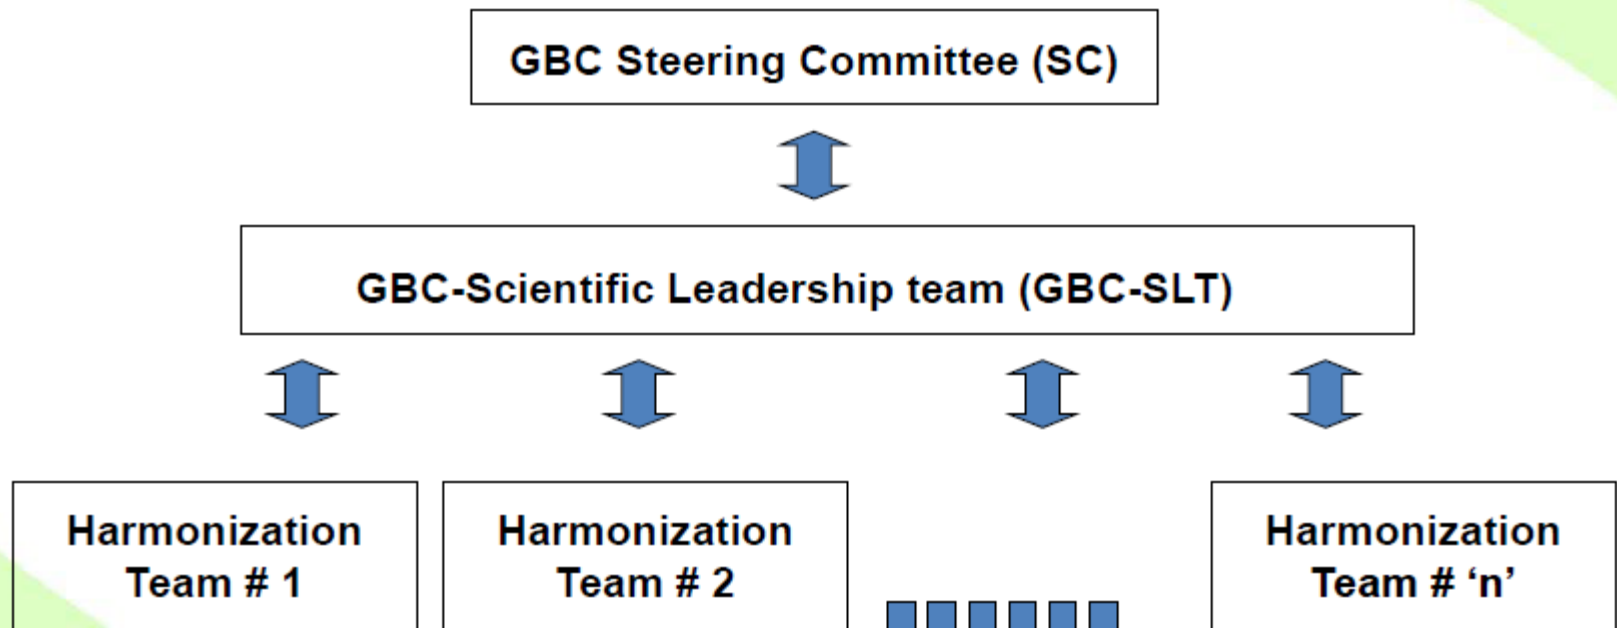 GBC Steering Committee (SC)
GBC-Scientific Leadership team (GBC-SLT)
Harmonization
Team # 1
Harmonization
Team # 2
Harmonization
Team # ‘n’